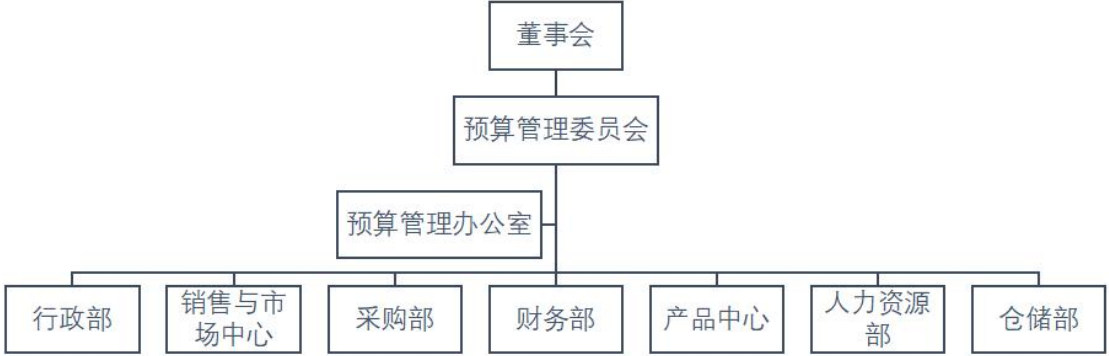 董事会
预算管理委员会
预算管理办公室
行政部
销售与市
场中心
采购部
财务部
产品中心
人力资源
部
仓储部